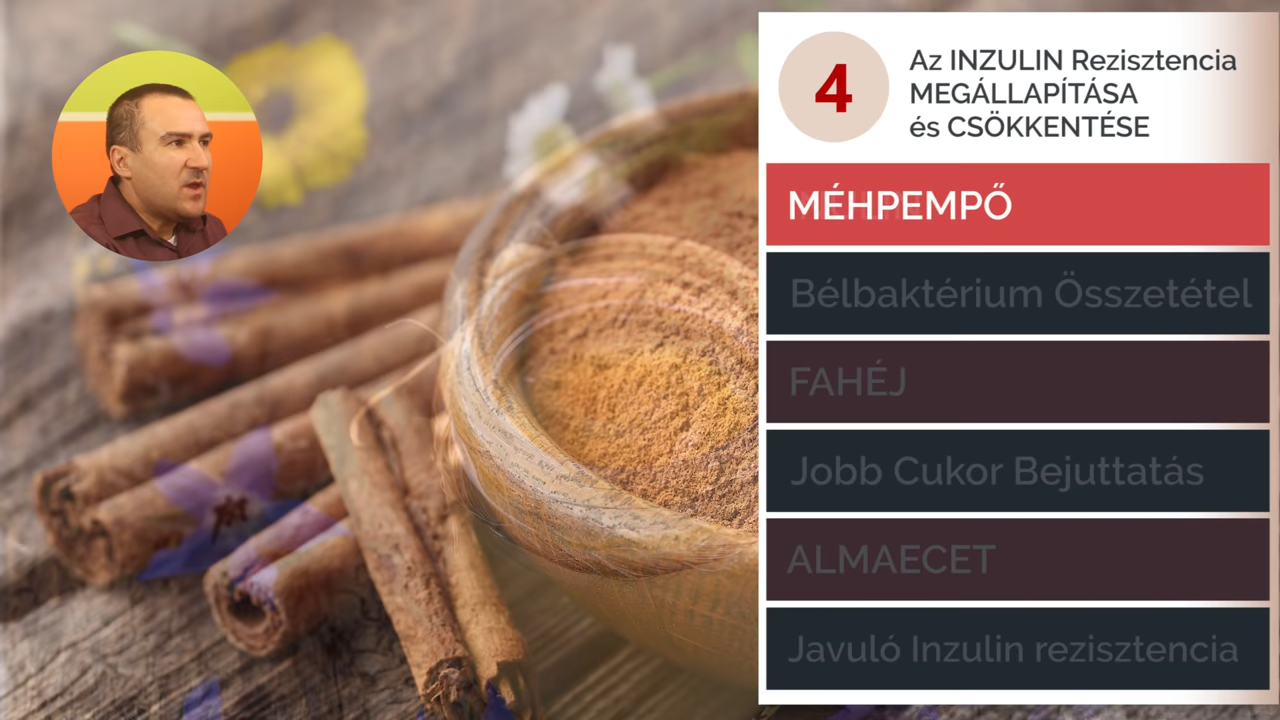 4
Az INZULIN Rezisztencia
MEGÁLLAPÍTÁSA
és CSÖKKENTÉSE
MÉHPEMPŐ
Bélbaktérium Összetétel
FAHÉJ
Jobb Cukor Bejuttatás
ALMAECET
Javuló Inzulin rezisztencia